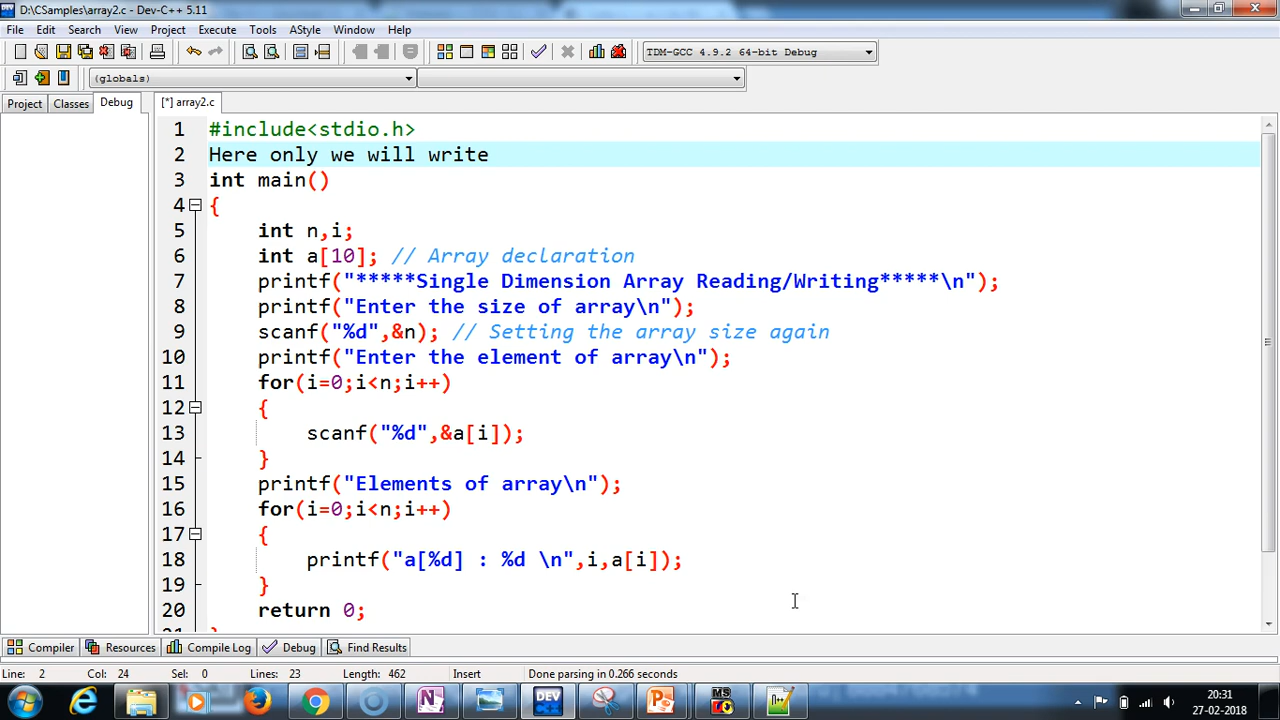 D:\CSamples\array2.c - Dev-C++ 5.11
File Edit Search View Project Execute Tools AStyle Window Help
TDM-GCC 4.9.2 64-bit Debug
(globals)
Project Classes Debug [*] array2.c
1 #include<stdio.h>
2 Here only we will write
3 int main()
4 {
5 int n,i;
6 int a[10]; // Array declaration
7 printf("*****Single Dimension Array Reading/Writing*****\n");
8 printf("Enter the size of array\n");
9 scanf("%d",&n); // Setting the array size again
10 printf("Enter the element of array\n");
11 for(i=0;i<n;i++)
12 {
13 scanf("%d",&a[i]);
14 }
15 printf("Elements of array\n");
16 for(i=0;i<n;i++)
17 {
18 printf("a[%d] : %d \n",i,a[i]);
19 }
20 return 0;
Compiler Resources Compile Log Debug Find Results
Line: 2 Col: 24 Sel: 0 Lines: 23 Length: 462 Insert Done parsing in 0.266 seconds
DEV C++ MS
20:31
27-02-2018